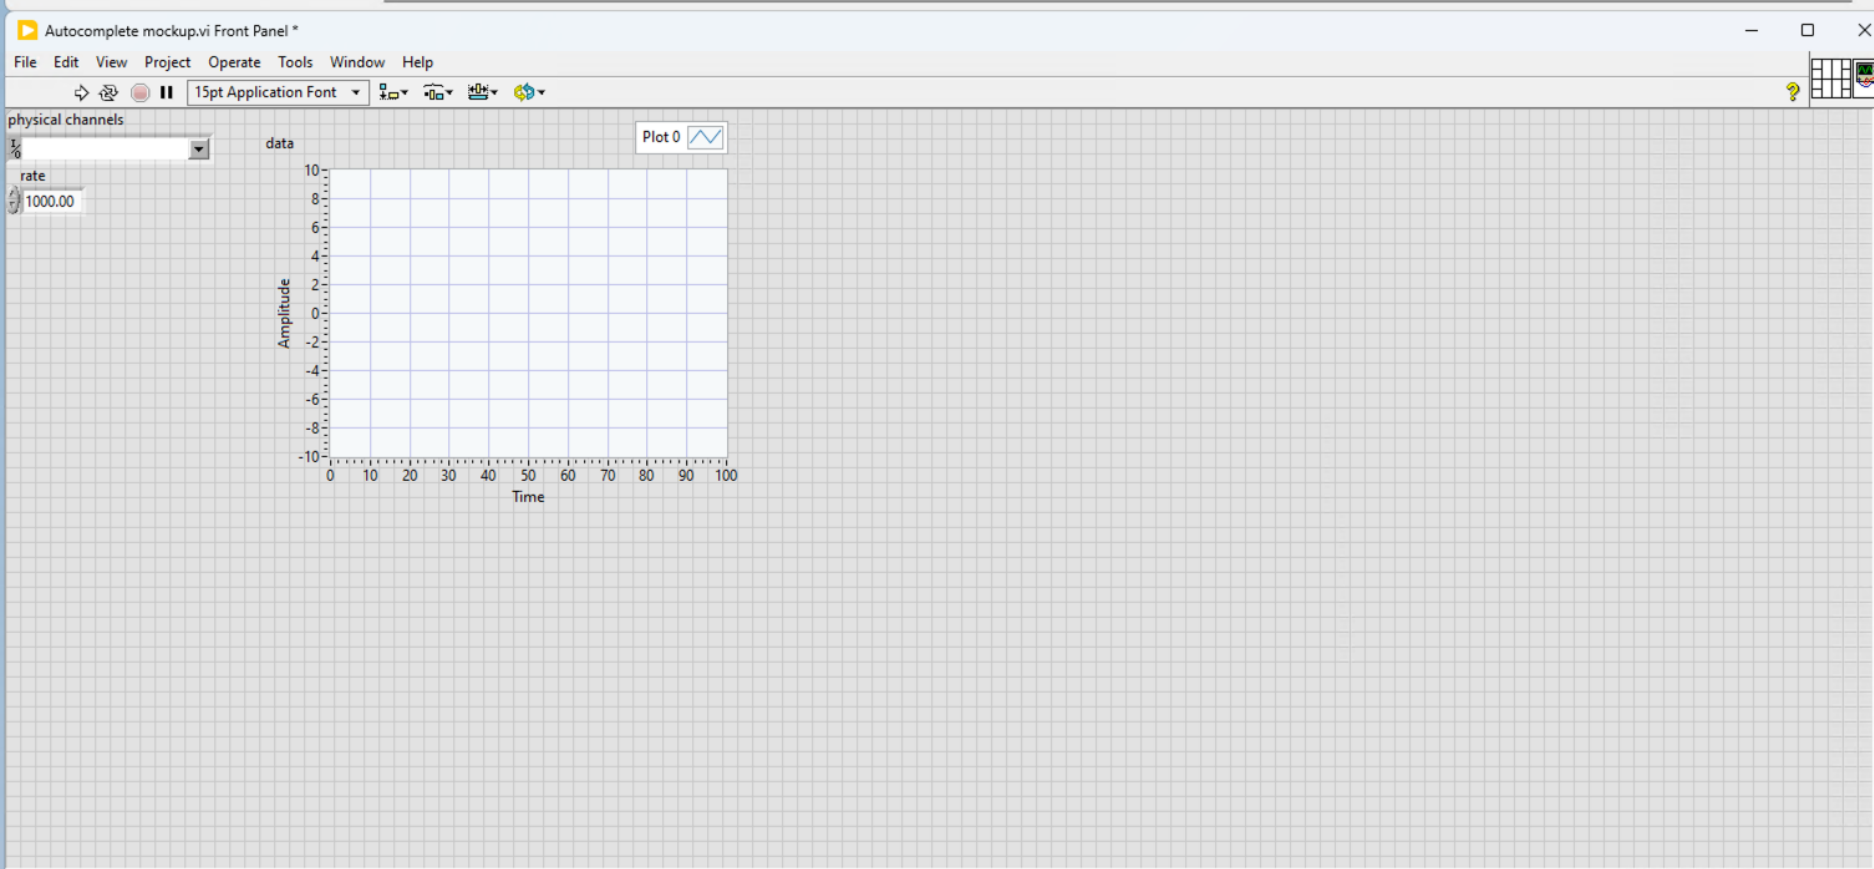 Autocomplete mockup.vi Front Panel *
File Edit View Project Operate Tools Window Help
15pt Application Font
?
physical channels
I/O
rate
1000.00
data
Plot 0
Amplitude
10
8
6
4
2
0
-2
-4
-6
-8
-10
0 10 20 30 40 50 60 70 80 90 100
Time